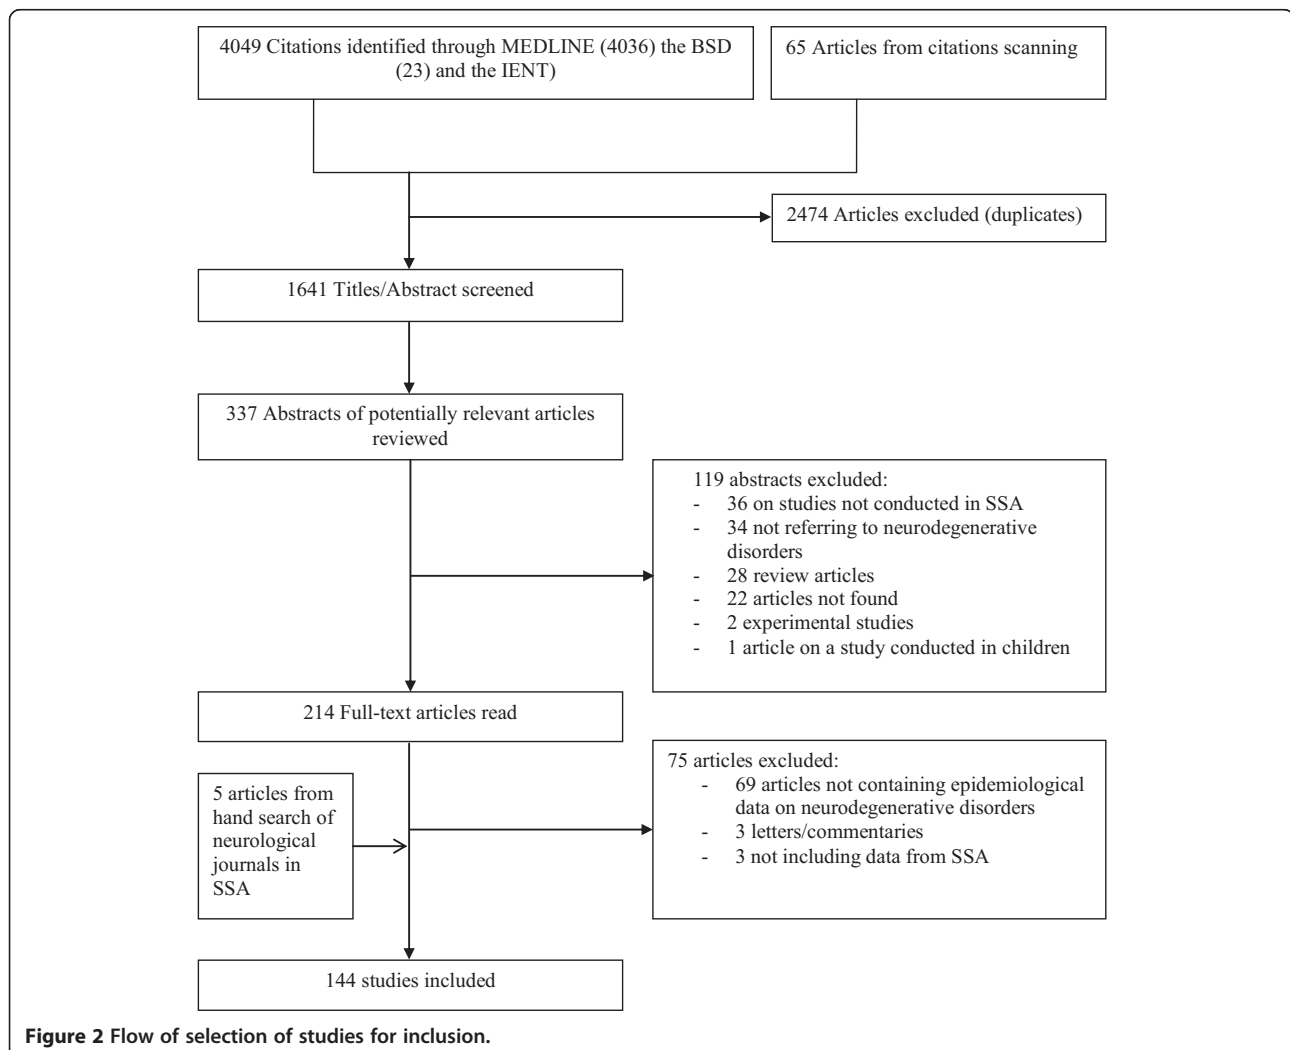 4049 Citations identified through MEDLINE (4036) the BSD
(23) and the IENT)
65 Articles from citations scanning
2474 Articles excluded (duplicates)
1641 Titles/Abstract screened
337 Abstracts of potentially relevant articles
reviewed
119 abstracts excluded:
- 36 on studies not conducted in SSA
- 34 not referring to neurodegenerative
disorders
- 28 review articles
- 22 articles not found
- 2 experimental studies
- 1 article on a study conducted in children
214 Full-text articles read
75 articles excluded:
- 69 articles not containing epidemiological
data on neurodegenerative disorders
- 3 letters/commentaries
- 3 not including data from SSA
5 articles from
hand search of
neurological
journals in
SSA
144 studies included
Figure 2 Flow of selection of studies for inclusion.